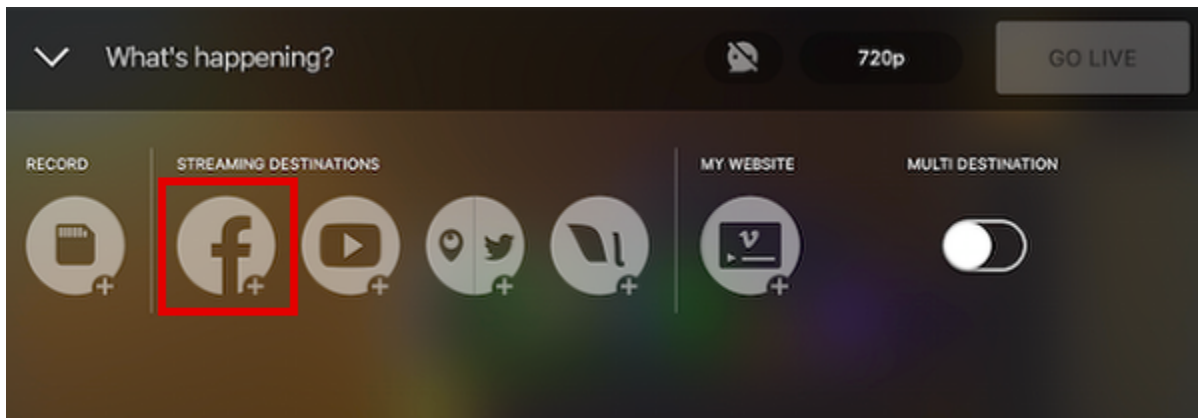 What's happening?
720p
GO LIVE
RECORD
STREAMING DESTINATIONS
MY WEBSITE
MULTI DESTINATION